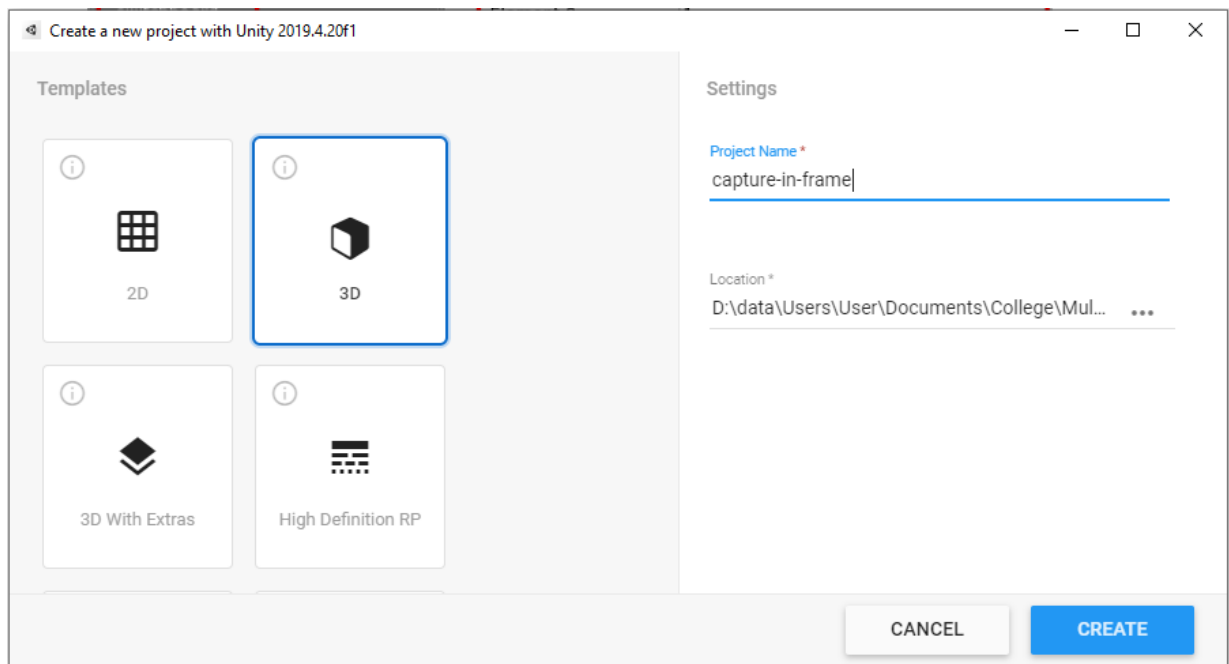 Create a new project with Unity 2019.4.20f1
Templates
Settings
2D
3D
3D With Extras
High Definition RP
Project Name *
capture-in-frame
Location *
D:\data\Users\User\Documents\College\Mul... 
CANCEL
CREATE